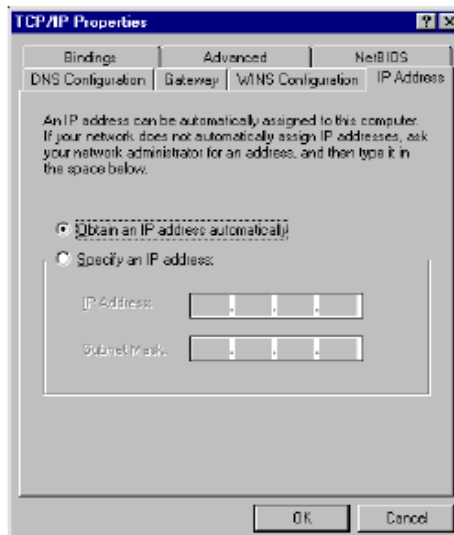 TCP/IP Properties
Bindings Advanced NetBIOS
DNS Configuration Gateway WINS Configuration IP Address
An IP address can be automatically assigned to this computer.
If your network does not automatically assign IP addresses, ask
your network administrator for an address, and then type it in
the space below.
Obtain an IP address automatically
Specify an IP address:
IP Address:
Subnet Mask:
OK Cancel